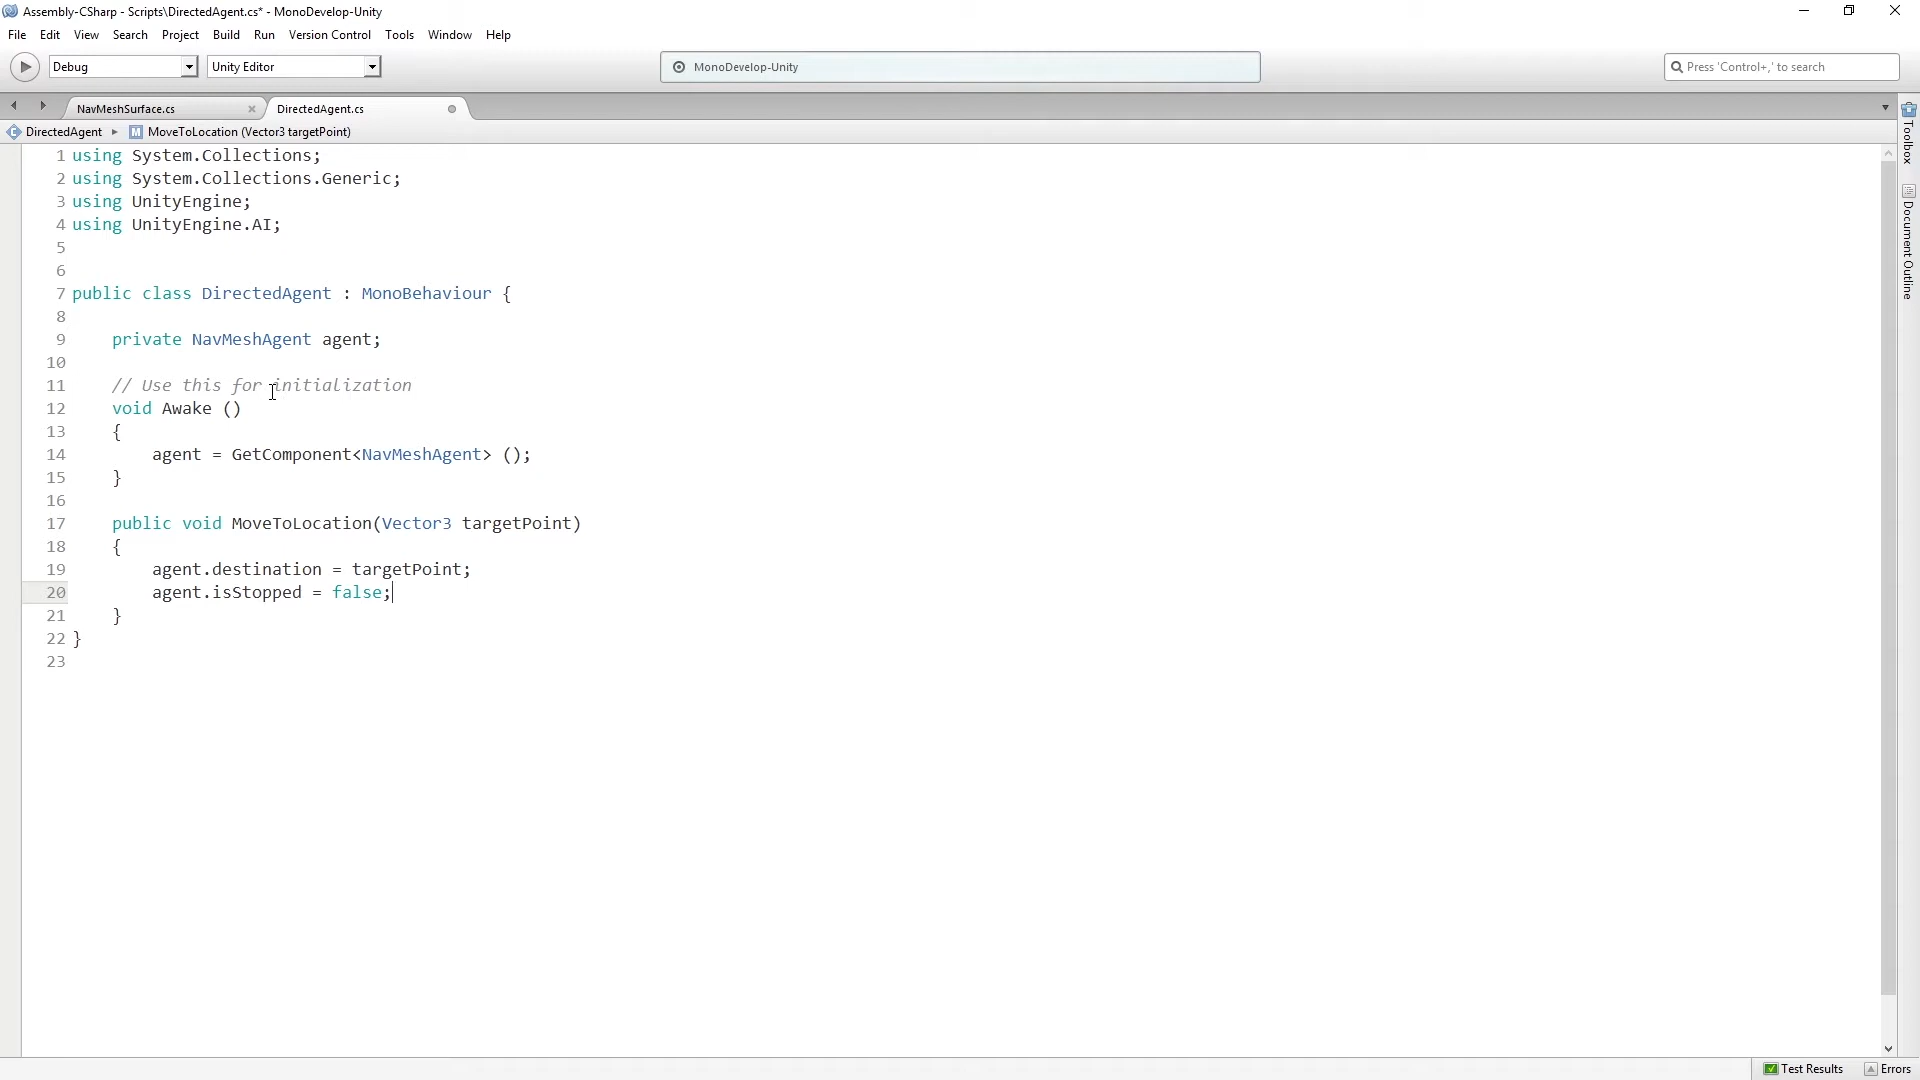 Assembly-CSharp - Scripts\DirectedAgent.cs* - MonoDevelop-Unity
File Edit View Search Project Build Run Version Control Tools Window Help
Debug Unity Editor MonoDevelop-Unity Press 'Control+,' to search
NavMeshSurface.cs DirectedAgent.cs
DirectedAgent MoveToLocation (Vector3 targetPoint)
1 using System.Collections;
2 using System.Collections.Generic;
3 using UnityEngine;
4 using UnityEngine.AI;
5
6
7 public class DirectedAgent : MonoBehaviour {
8
9 private NavMeshAgent agent;
10
11 // Use this for initialization
12 void Awake ()
13 {
14 agent = GetComponent<NavMeshAgent> ();
15 }
16
17 public void MoveToLocation(Vector3 targetPoint)
18 {
19 agent.destination = targetPoint;
20 agent.isStopped = false;
21 }
22 }
23
Toolbox
Document Outline
Test Results Errors